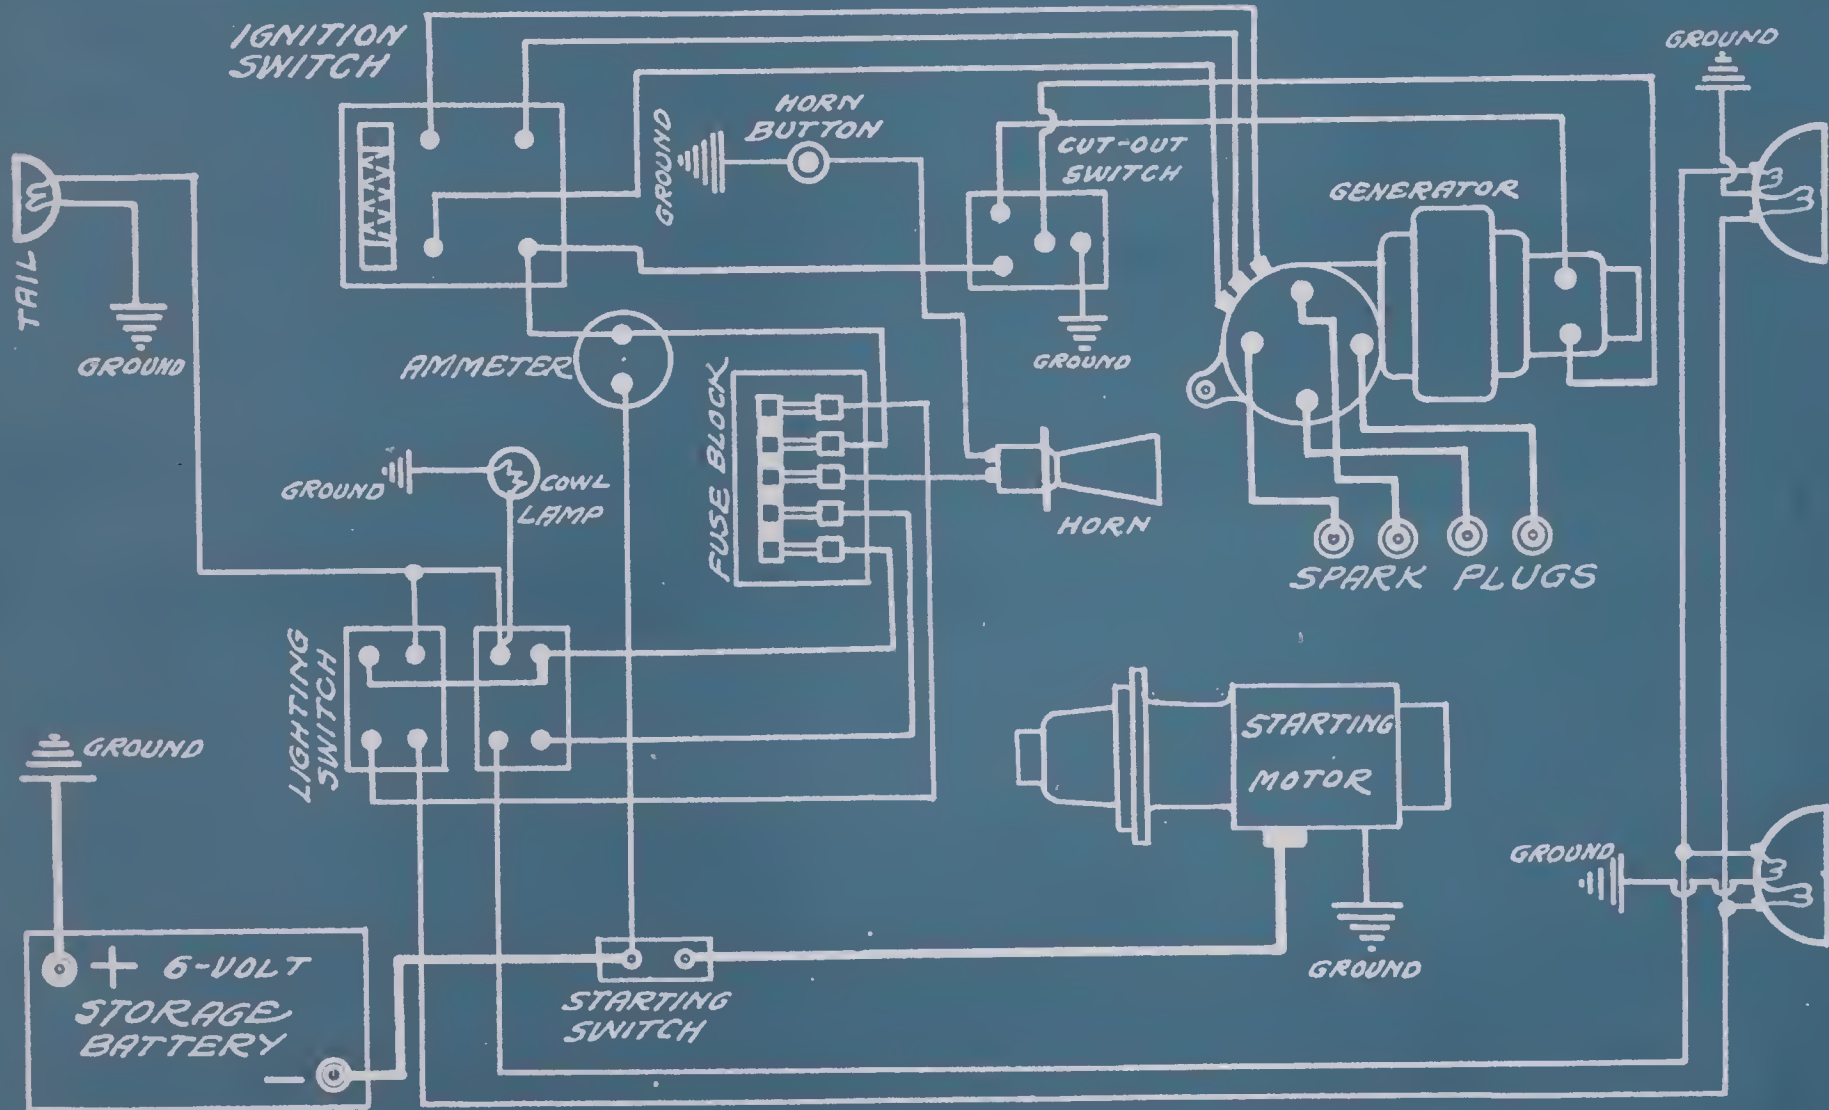 IGNITION
SWITCH
GROUND
HORN
BUTTON
GROUND
CUT-OUT
SWITCH
GENERATOR
TAIL
GROUND
AMMETER
GROUND
FUSE BLOCK
GROUND
COWL
LAMP
HORN
SPARK PLUGS
LIGHTING
SWITCH
STARTING
MOTOR
GROUND
GROUND
GROUND
+ 6-VOLT
STORAGE
BATTERY
−
STARTING
SWITCH